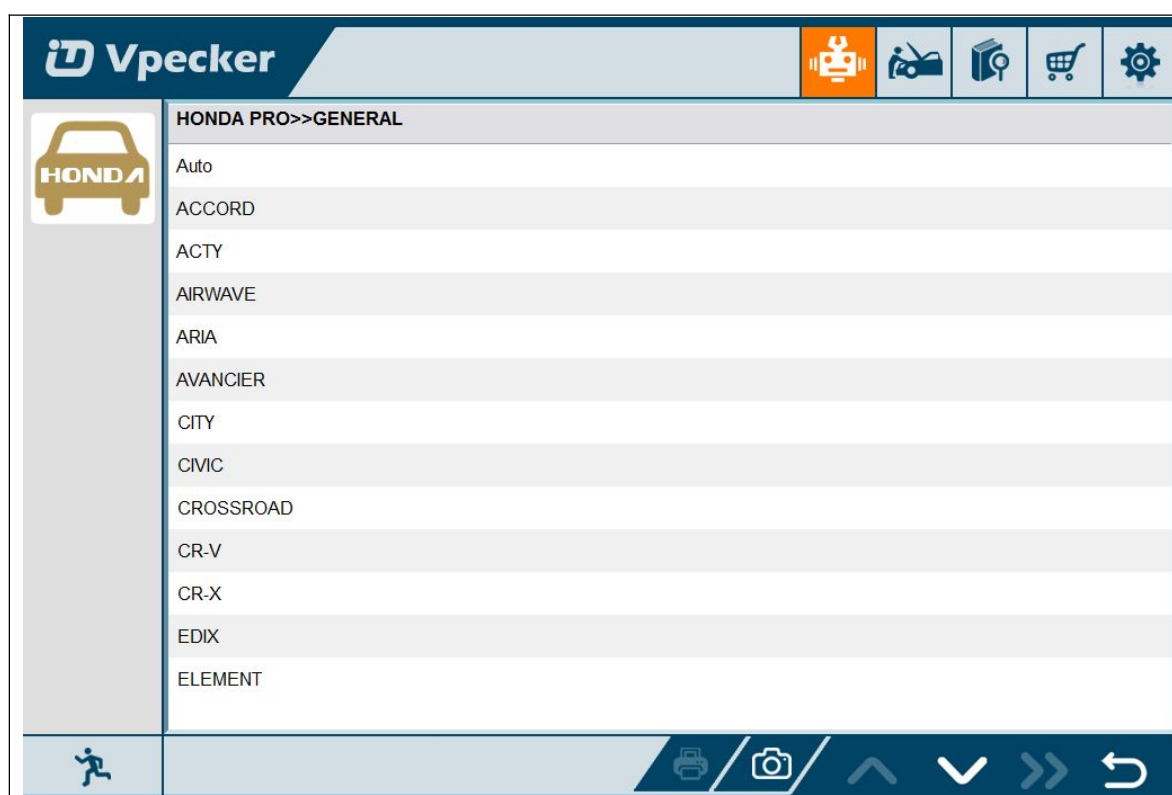 Vpecker
HONDA PRO>>GENERAL
HONDA
Auto
ACCORD
ACTY
AIRWAVE
ARIA
AVANCIER
CITY
CIVIC
CROSSROAD
CR-V
CR-X
EDIX
ELEMENT